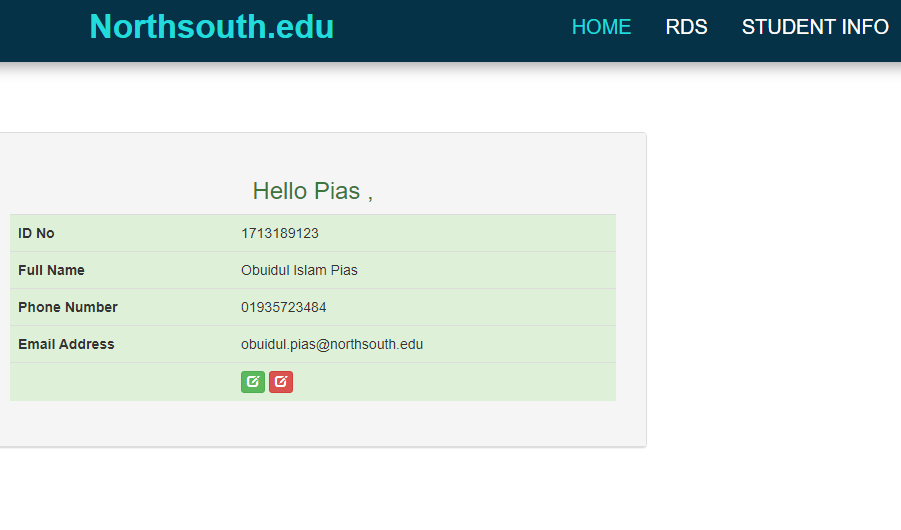 Northsouth.edu HOME RDS STUDENT INFO
Hello Pias ,
ID No 1713189123
Full Name Obuidul Islam Pias
Phone Number 01935723484
Email Address obuidul.pias@northsouth.edu